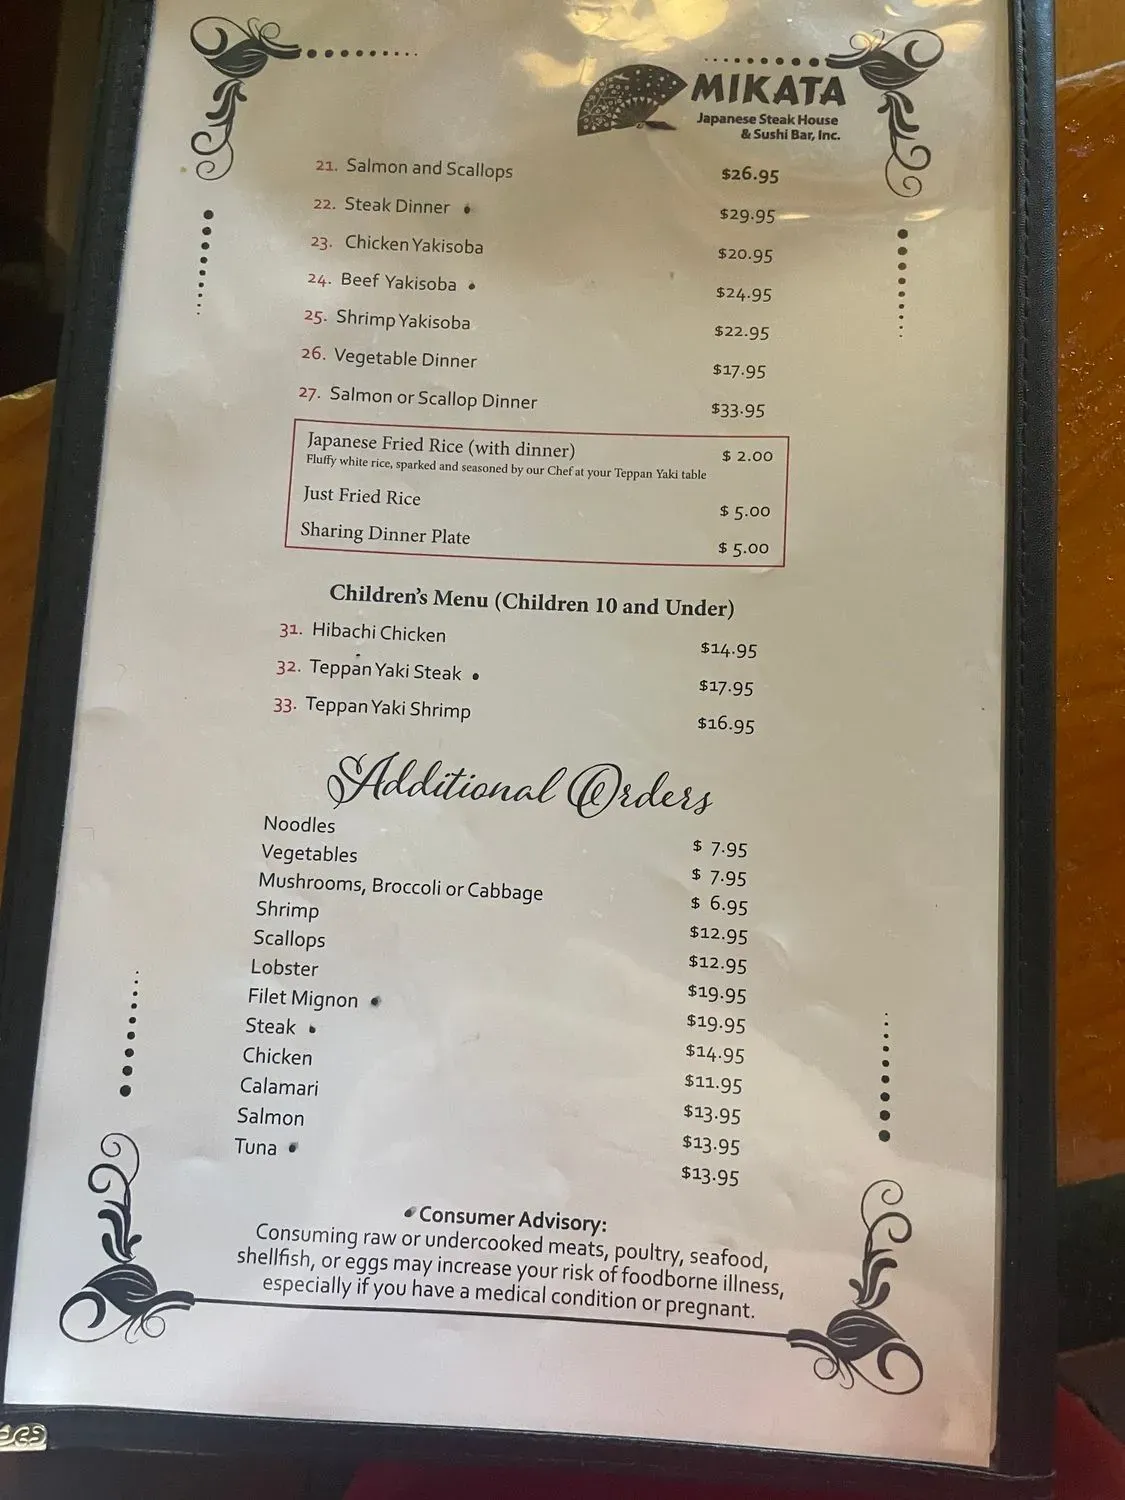 MIKATA
Japanese Steak House
& Sushi Bar, Inc.
21. Salmon and Scallops $26.95
22. Steak Dinner $29.95
23. Chicken Yakisoba $20.95
24. Beef Yakisoba $24.95
25. Shrimp Yakisoba $22.95
26. Vegetable Dinner $17.95
27. Salmon or Scallop Dinner $33.95
Japanese Fried Rice (with dinner) $ 2.00
Fluffy white rice, sparked and seasoned by our Chef at your Teppan Yaki table
Just Fried Rice $ 5.00
Sharing Dinner Plate $ 5.00
Children's Menu (Children 10 and Under)
31. Hibachi Chicken $14.95
32. Teppan Yaki Steak $17.95
33. Teppan Yaki Shrimp $16.95
Additional Orders
Noodles $ 7.95
Vegetables $ 7.95
Mushrooms, Broccoli or Cabbage $ 6.95
Shrimp $12.95
Scallops $12.95
Lobster $19.95
Filet Mignon $19.95
Steak $14.95
Chicken $11.95
Calamari $13.95
Salmon $13.95
Tuna $13.95
Consumer Advisory:
Consuming raw or undercooked meats, poultry, seafood,
shellfish, or eggs may increase your risk of foodborne illness,
especially if you have a medical condition or pregnant.